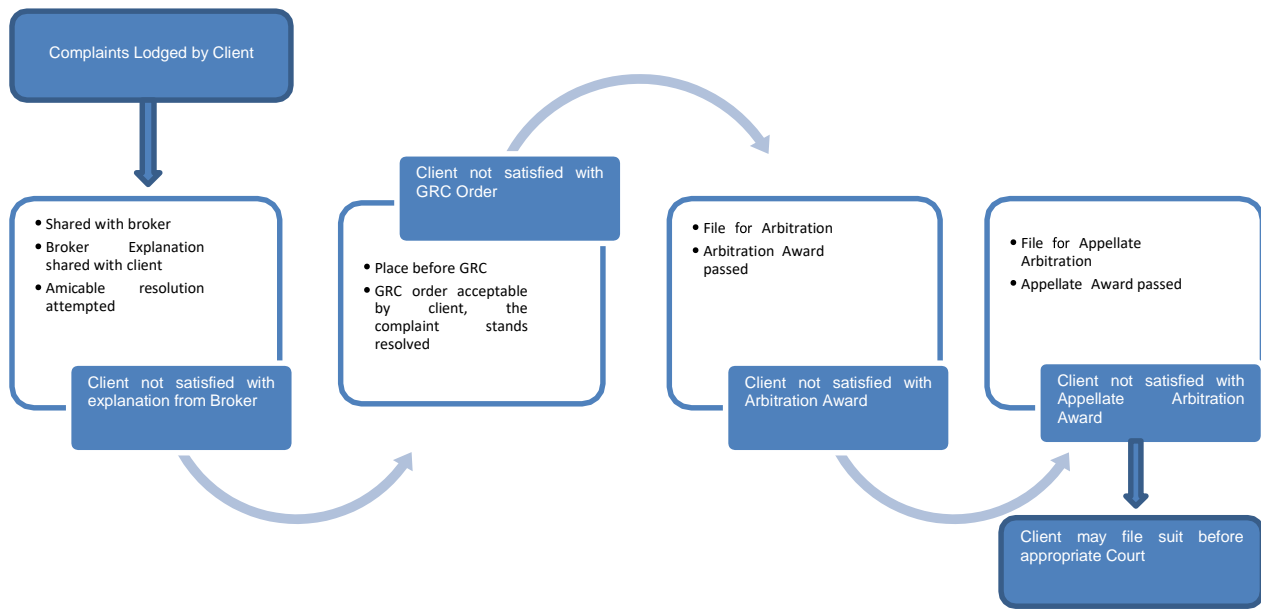 Complaints Lodged by Client
• Shared with broker
• Broker Explanation
shared with client
• Amicable resolution
attempted
Client not satisfied with
explanation from Broker
Client not satisfied with
GRC Order
• Place before GRC
• GRC order acceptable
by client, the
complaint stands
resolved
• File for Arbitration
• Arbitration Award
passed
Client not satisfied with
Arbitration Award
• File for Appellate
Arbitration
• Appellate Award passed
Client not satisfied with
Appellate Arbitration
Award
Client may file suit before
appropriate Court